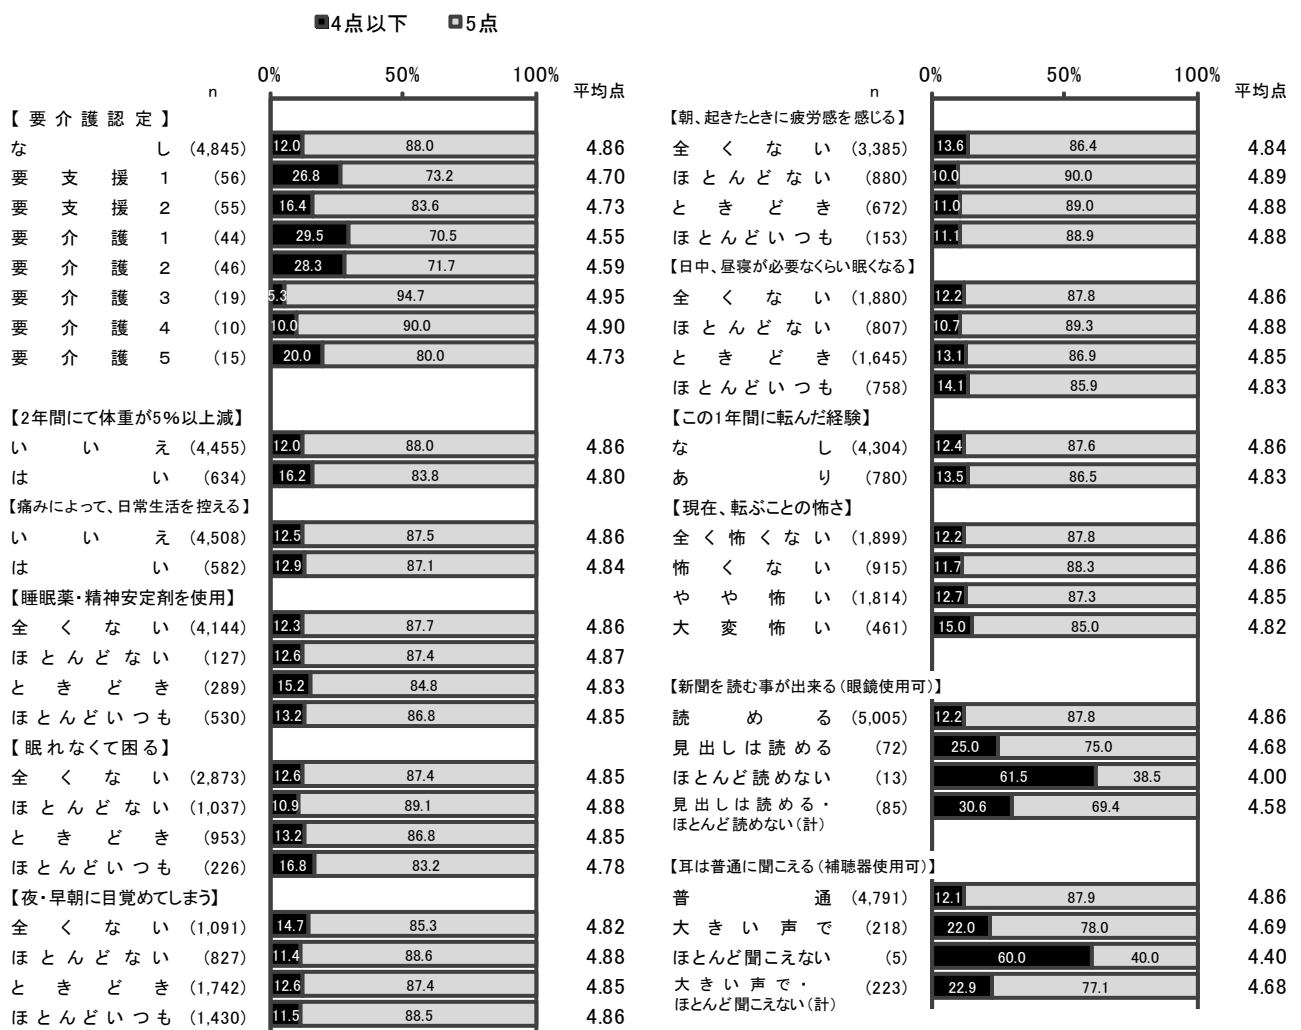 ■4点以下 □5点
0% 50% 100%
n 平均点
【要介護認定】
なし (4,845) 12.0 88.0 4.86
要支援1 (56) 26.8 73.2 4.70
要支援2 (55) 16.4 83.6 4.73
要介護1 (44) 29.5 70.5 4.55
要介護2 (46) 28.3 71.7 4.59
要介護3 (19) 5.3 94.7 4.95
要介護4 (10) 10.0 90.0 4.90
要介護5 (15) 20.0 80.0 4.73
【2年間にて体重が5%以上減】
いいえ (4,455) 12.0 88.0 4.86
はい (634) 16.2 83.8 4.80
【痛みによって、日常生活を控える】
いいえ (4,508) 12.5 87.5 4.86
はい (582) 12.9 87.1 4.84
【睡眠薬・精神安定剤を使用】
全くない (4,144) 12.3 87.7 4.86
ほとんどない (127) 12.6 87.4 4.87
ときどき (289) 15.2 84.8 4.83
ほとんどいつも (530) 13.2 86.8 4.85
【眠れなくて困る】
全くない (2,873) 12.6 87.4 4.85
ほとんどない (1,037) 10.9 89.1 4.88
ときどき (953) 13.2 86.8 4.85
ほとんどいつも (226) 16.8 83.2 4.78
【夜・早朝に目覚めてしまう】
全くない (1,091) 14.7 85.3 4.82
ほとんどない (827) 11.4 88.6 4.88
ときどき (1,742) 12.6 87.4 4.85
ほとんどいつも (1,430) 11.5 88.5 4.86
0% 50% 100%
n 平均点
【朝、起きたときに疲労感を感じる】
全くない (3,385) 13.6 86.4 4.84
ほとんどない (880) 10.0 90.0 4.89
ときどき (672) 11.0 89.0 4.88
ほとんどいつも (153) 11.1 88.9 4.88
【日中、昼寝が必要なくらい眠くなる】
全くない (1,880) 12.2 87.8 4.86
ほとんどない (807) 10.7 89.3 4.88
ときどき (1,645) 13.1 86.9 4.85
ほとんどいつも (758) 14.1 85.9 4.83
【この1年間に転んだ経験】
なし (4,304) 12.4 87.6 4.86
あり (780) 13.5 86.5 4.83
【現在、転ぶことの怖さ】
全く怖くない (1,899) 12.2 87.8 4.86
怖くない (915) 11.7 88.3 4.86
やや怖い (1,814) 12.7 87.3 4.85
大変怖い (461) 15.0 85.0 4.82
【新聞を読む事が出来る(眼鏡使用可)】
読める (5,005) 12.2 87.8 4.86
見出しは読める (72) 25.0 75.0 4.68
ほとんど読めない (13) 61.5 38.5 4.00
見出しは読める・
ほとんど読めない(計) (85) 30.6 69.4 4.58
【耳は普通に聞こえる(補聴器使用可)】
普通 (4,791) 12.1 87.9 4.86
大きい声で (218) 22.0 78.0 4.69
ほとんど聞こえない (5) 60.0 40.0 4.40
大きい声で・
ほとんど聞こえない(計) (223) 22.9 77.1 4.68